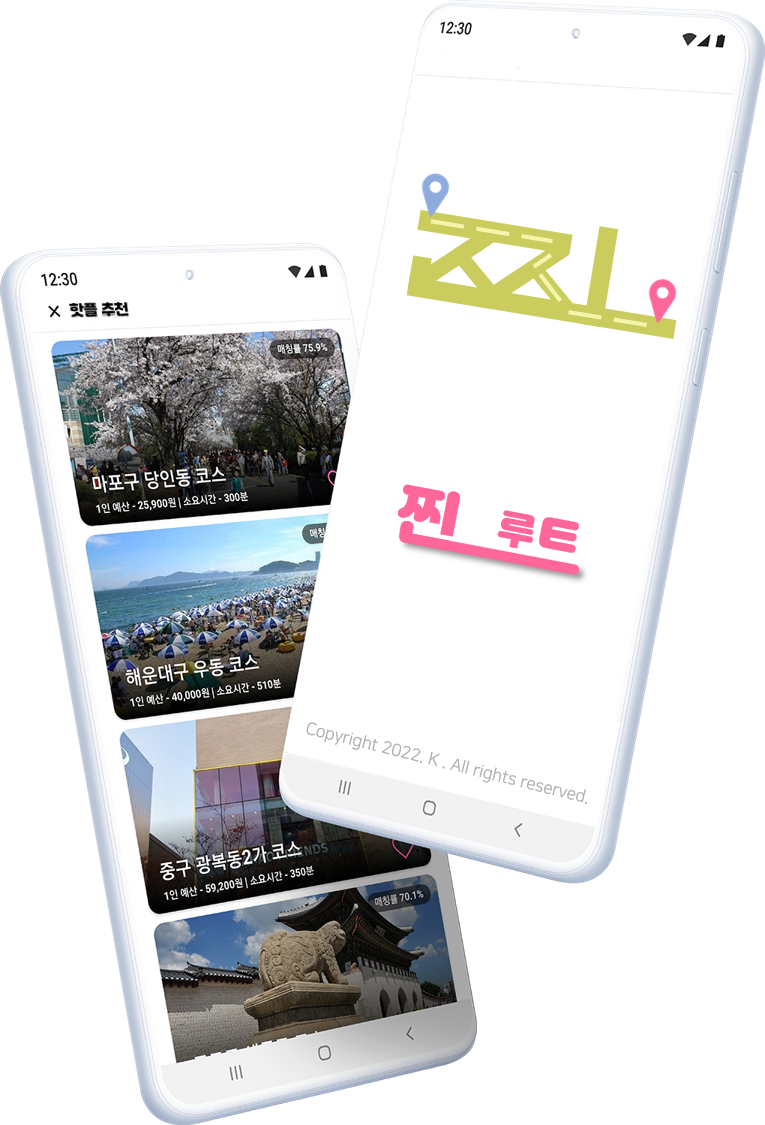 12:30
찐
찐 루트
Copyright 2022. K . All rights reserved.
12:30
× 핫플 추천
매칭률 75.9%
마포구 당인동 코스
1인 예산 - 25,900원 | 소요시간 - 300분
매칭
해운대구 우동 코스
1인 예산 - 40,000원 | 소요시간 - 510분
중구 광복동2가 코스
1인 예산 - 59,200원 | 소요시간 - 350분
매칭률 70.1%